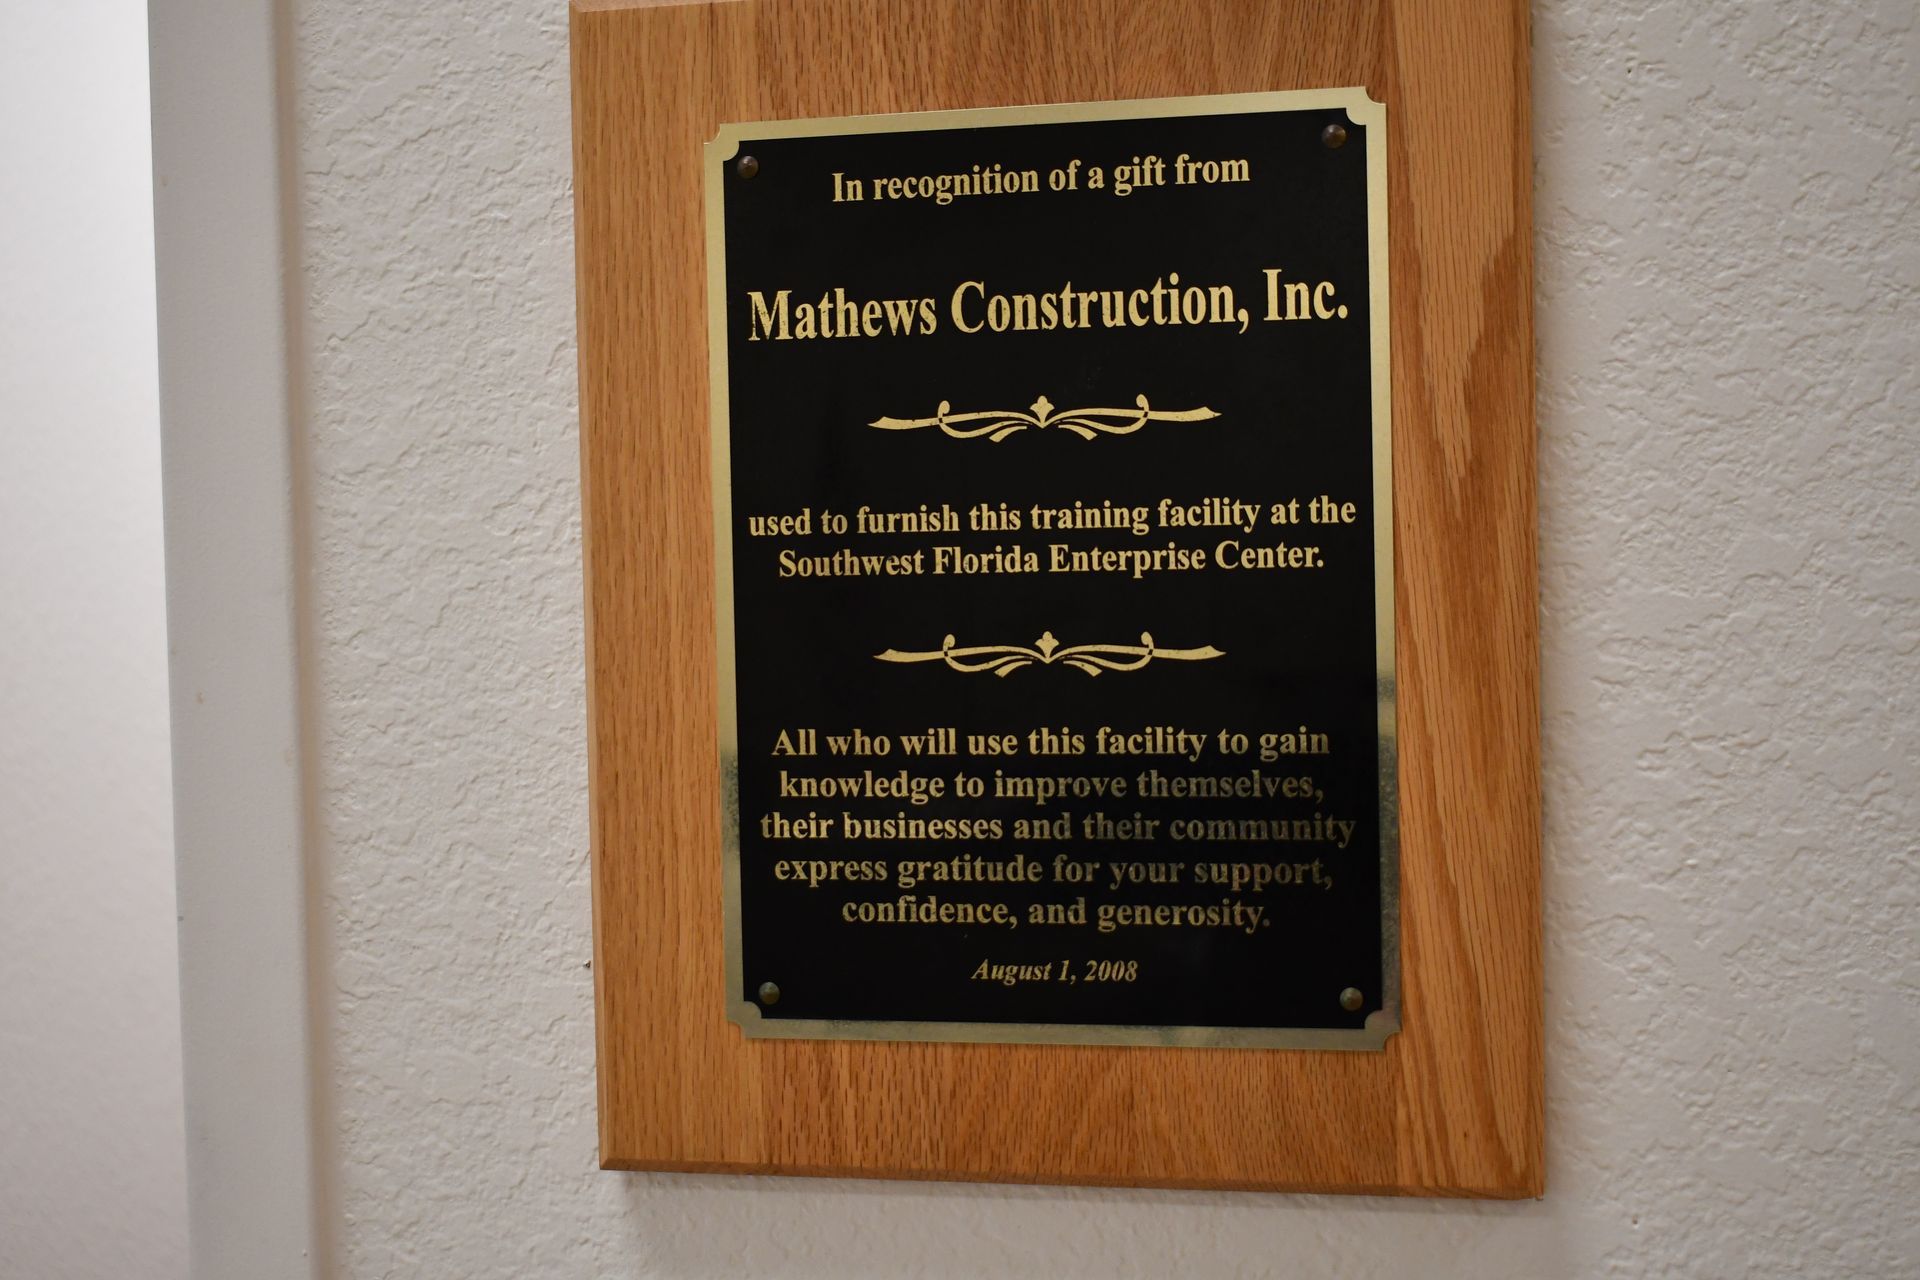 In recognition of a gift from
Mathews Construction, Inc.
used to furnish this training facility at the
Southwest Florida Enterprise Center.
All who will use this facility to gain
knowledge to improve themselves,
their businesses and their community
express gratitude for your support,
confidence, and generosity.
August 1, 2008